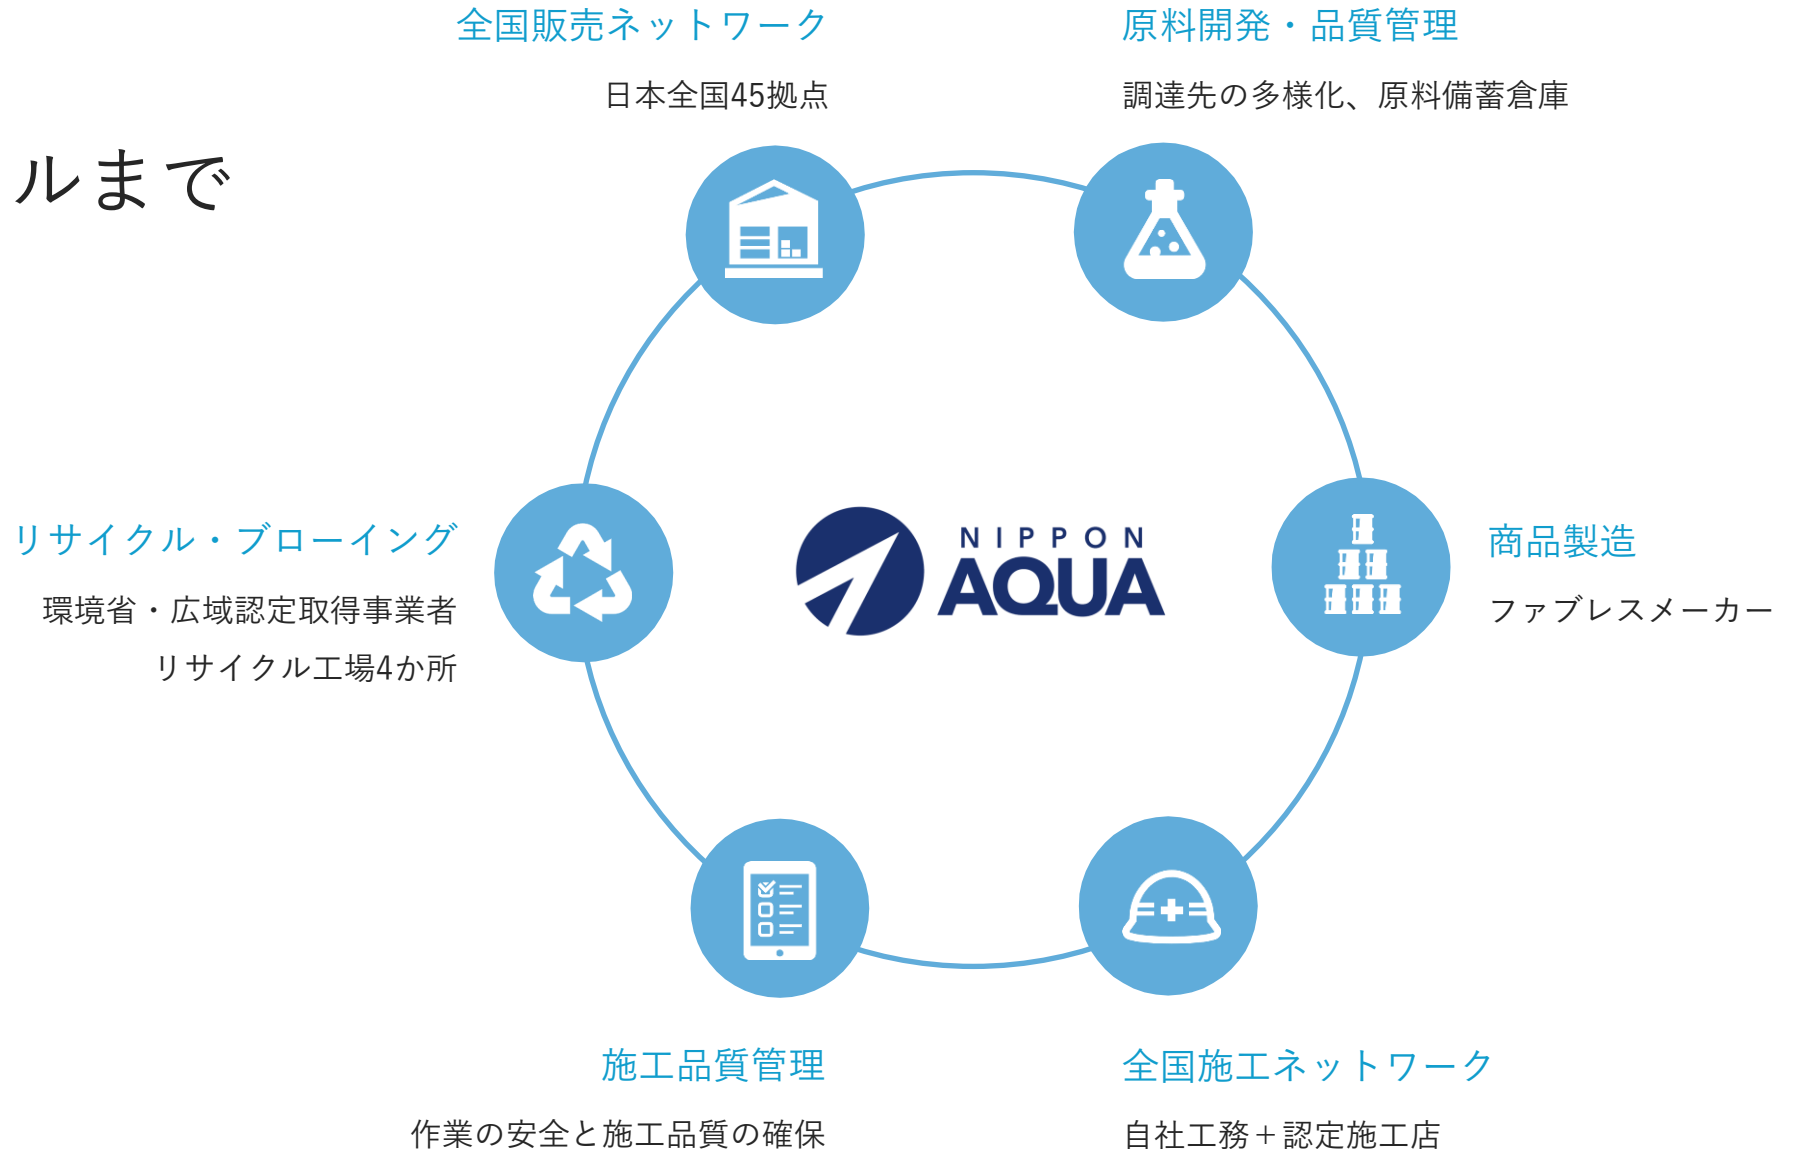 全国販売ネットワーク
日本全国45拠点
原料開発・品質管理
調達先の多様化、原料備蓄倉庫
ルまで
リサイクル・ブローイング
環境省・広域認定取得事業者
リサイクル工場4か所
NIPPON
AQUA
商品製造
ファブレスメーカー
施工品質管理
作業の安全と施工品質の確保
全国施工ネットワーク
自社工務＋認定施工店